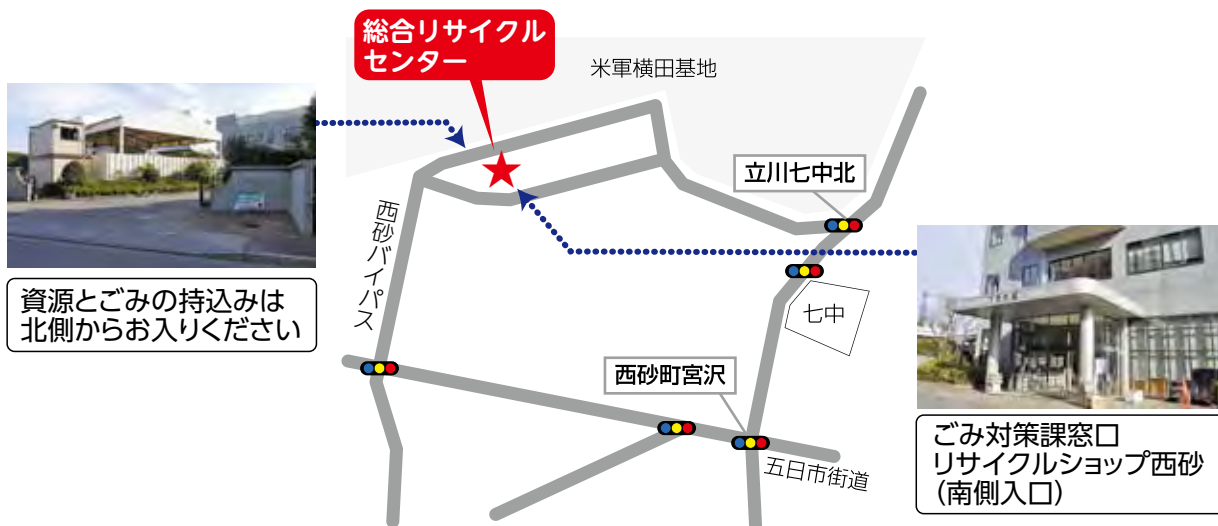 総合リサイクル
センター
米軍横田基地
立川七中北
西砂バイパス
資源とごみの持込みは
北側からお入りください
七中
西砂町宮沢
五日市街道
ごみ対策課窓口
リサイクルショップ西砂
（南側入口）